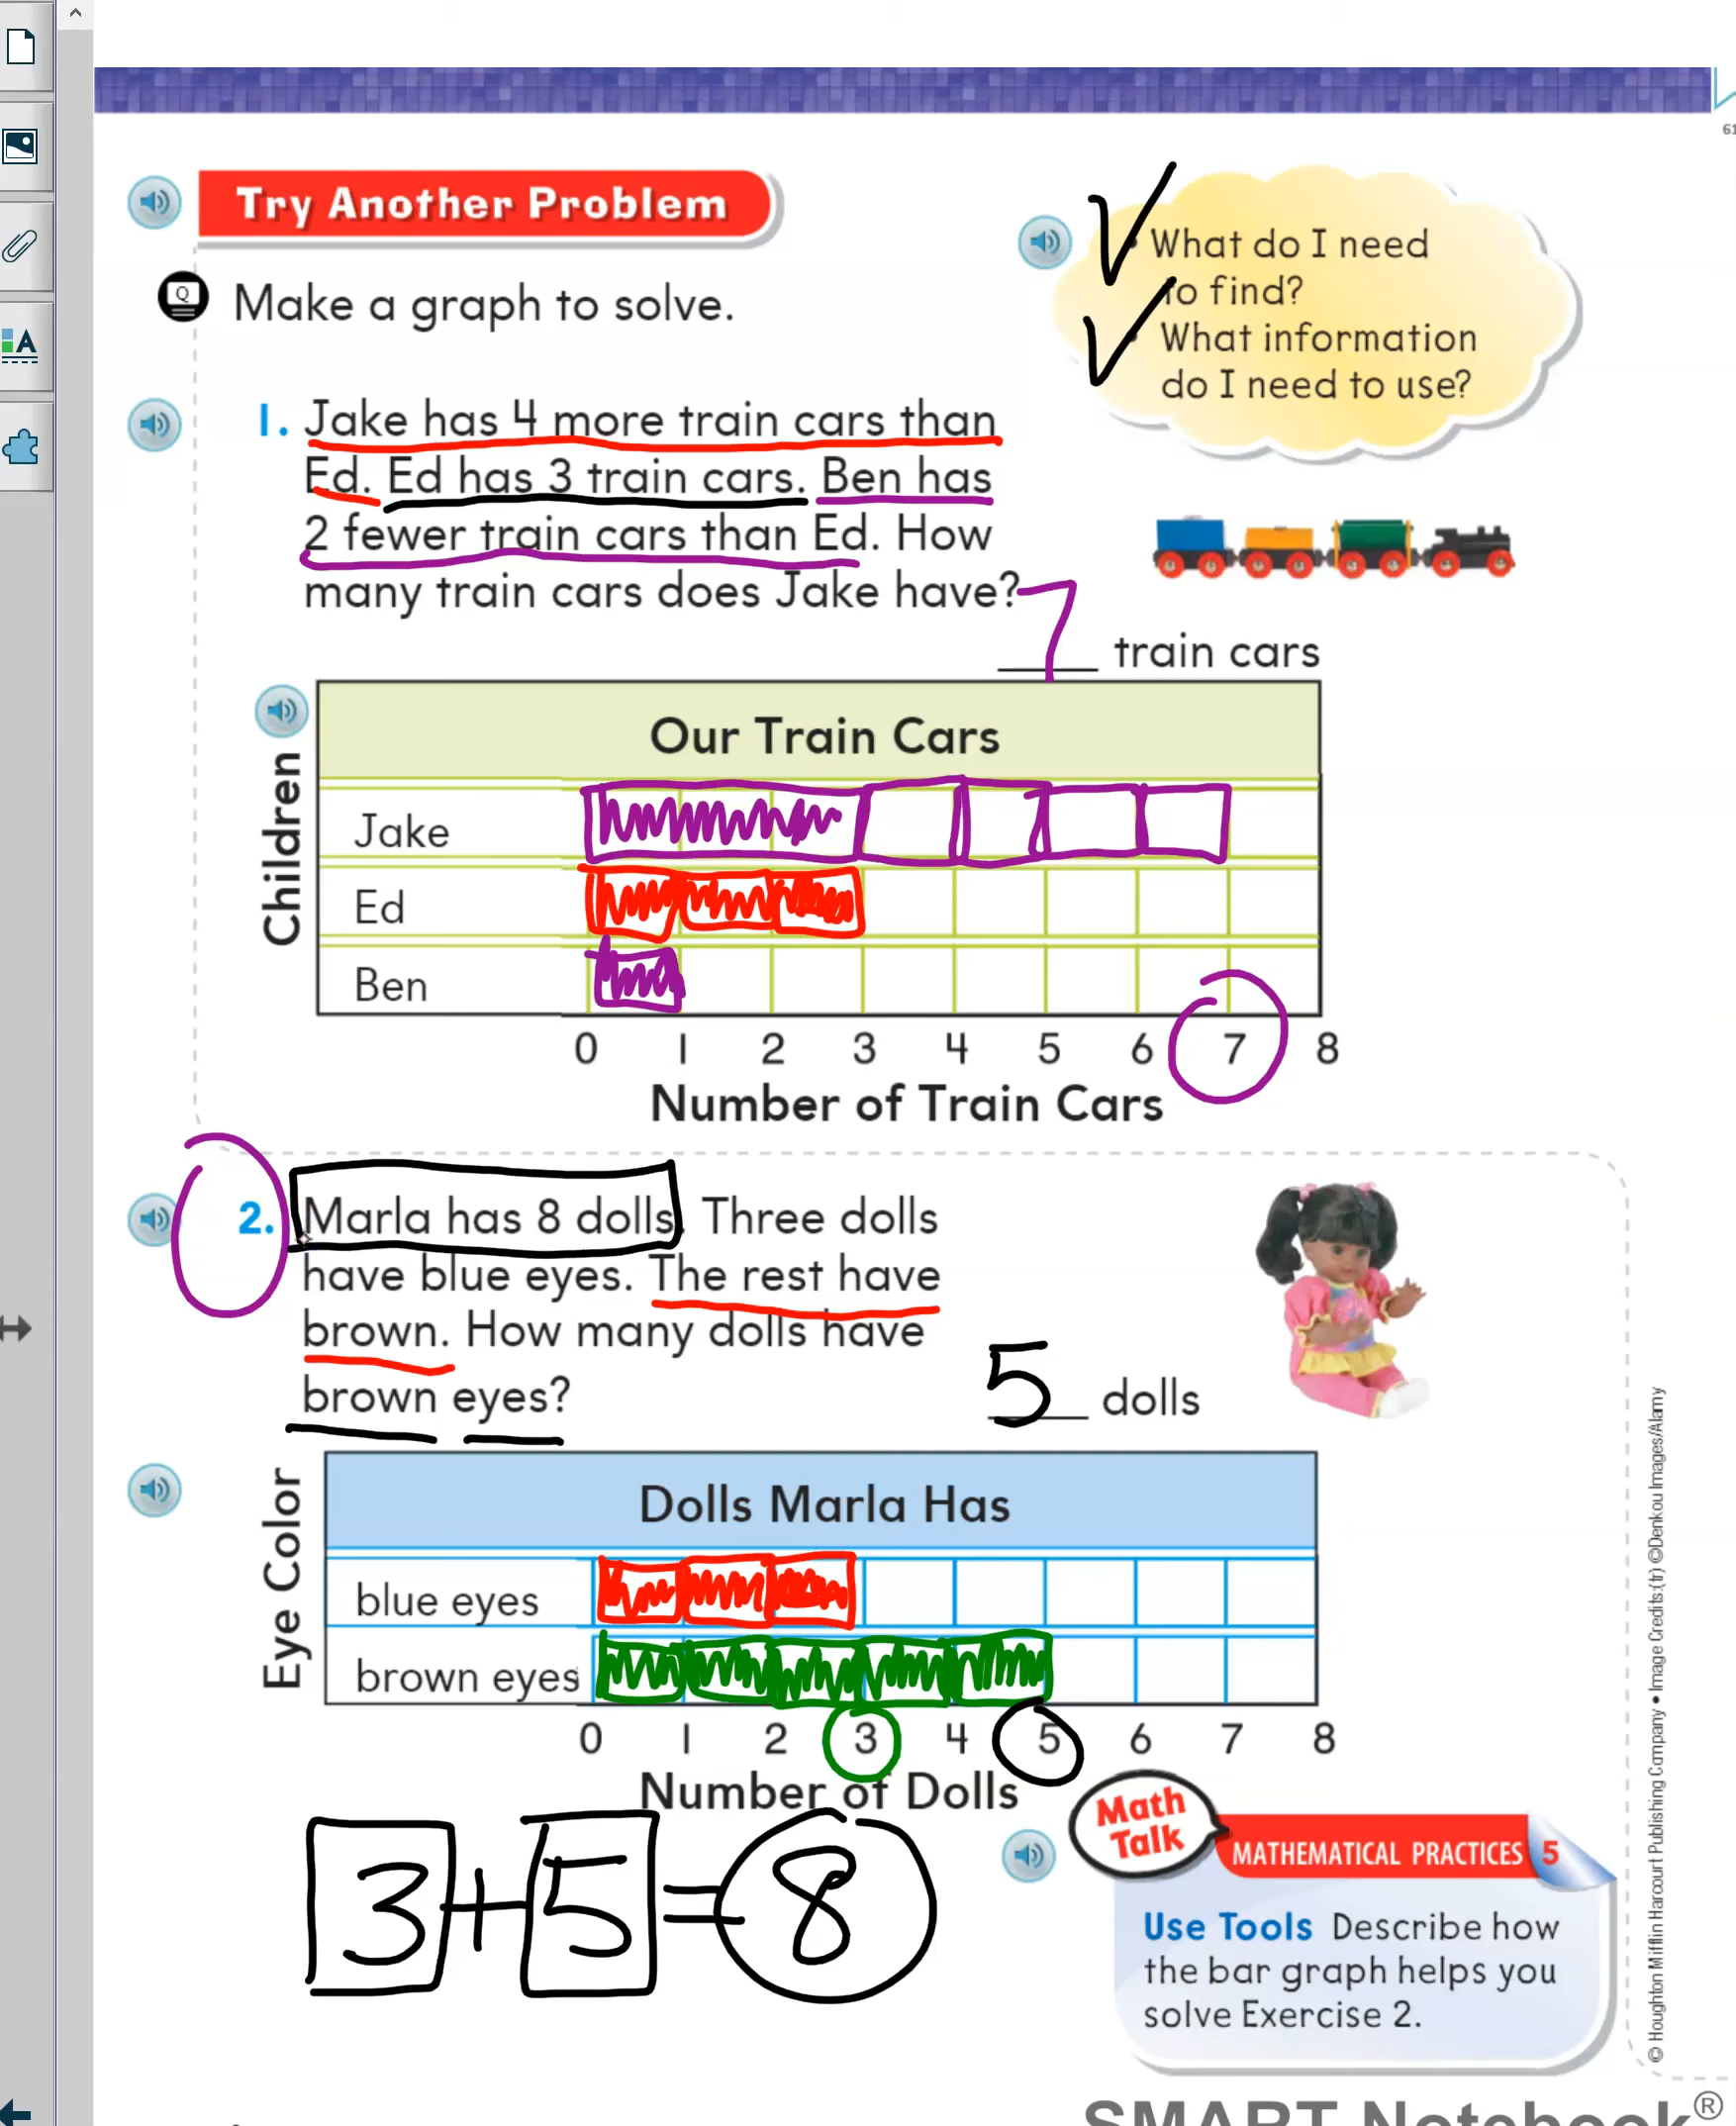 61
Try Another Problem
Q
Make a graph to solve.
• What do I need
to find?
• What information
do I need to use?
1. Jake has 4 more train cars than
Ed. Ed has 3 train cars. Ben has
2 fewer train cars than Ed. How
many train cars does Jake have?
7 train cars
Children
Our Train Cars
Jake
Ed
Ben
0 1 2 3 4 5 6 7 8
Number of Train Cars
2. Marla has 8 dolls. Three dolls
have blue eyes. The rest have
brown. How many dolls have
brown eyes?
5 dolls
Eye Color
Dolls Marla Has
blue eyes
brown eyes
0 1 2 3 4 5 6 7 8
Number of Dolls
3+5=8
Math
Talk
MATHEMATICAL PRACTICES 5
Use Tools Describe how
the bar graph helps you
solve Exercise 2.
© Houghton Mifflin Harcourt Publishing Company • Image Credits:(tr) ©Denkou Images/Alamy
SMART Notebook®